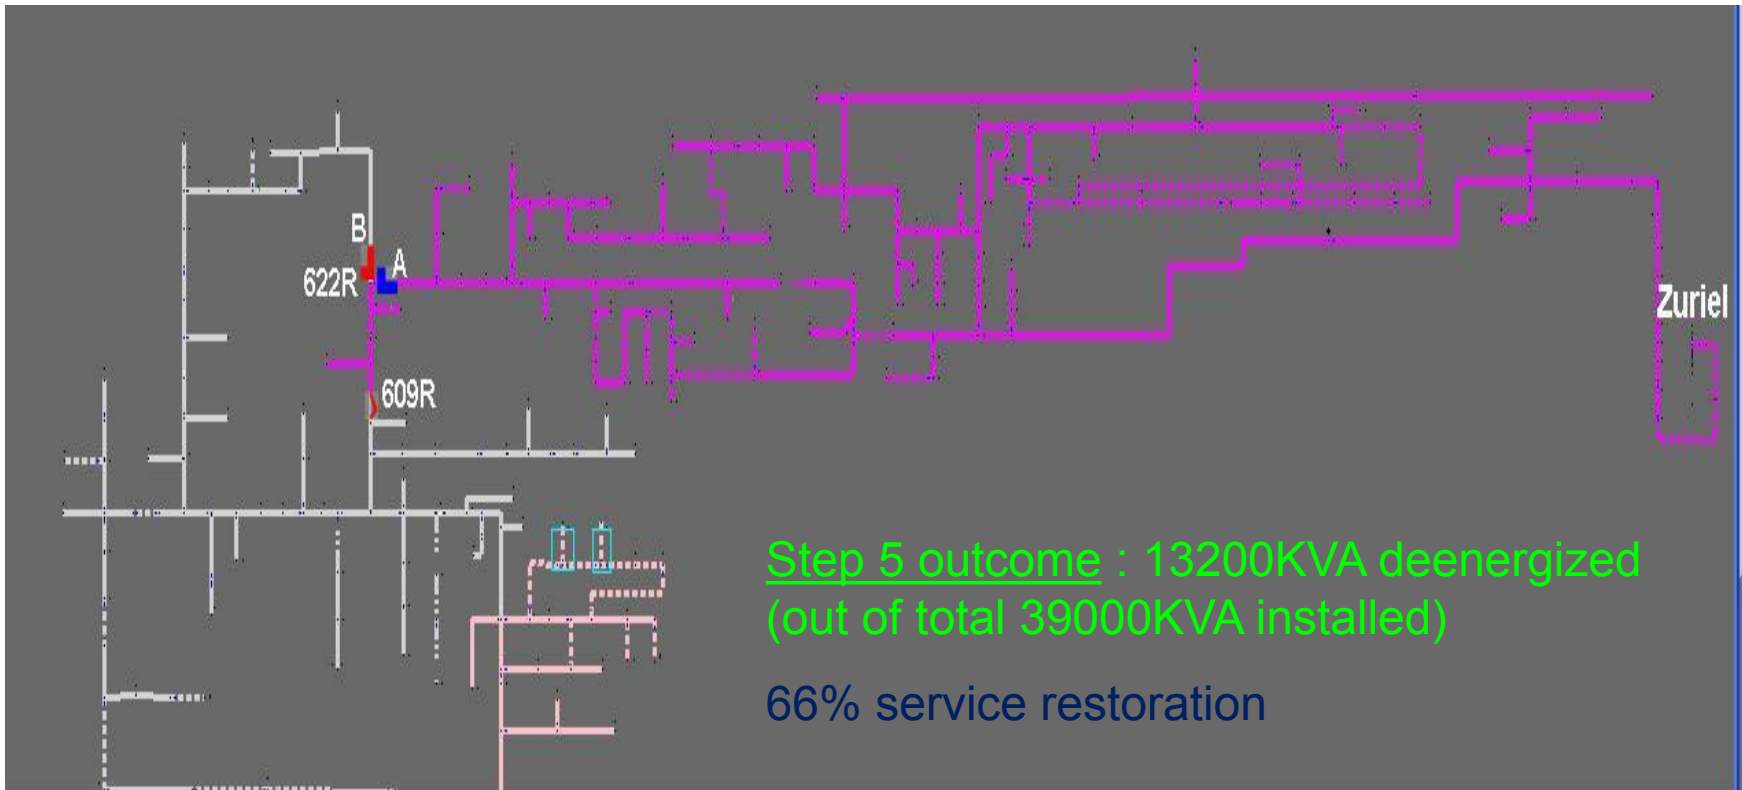 B
A
622R
Zuriel
609R
Step 5 outcome : 13200KVA deenergized
(out of total 39000KVA installed)
66% service restoration